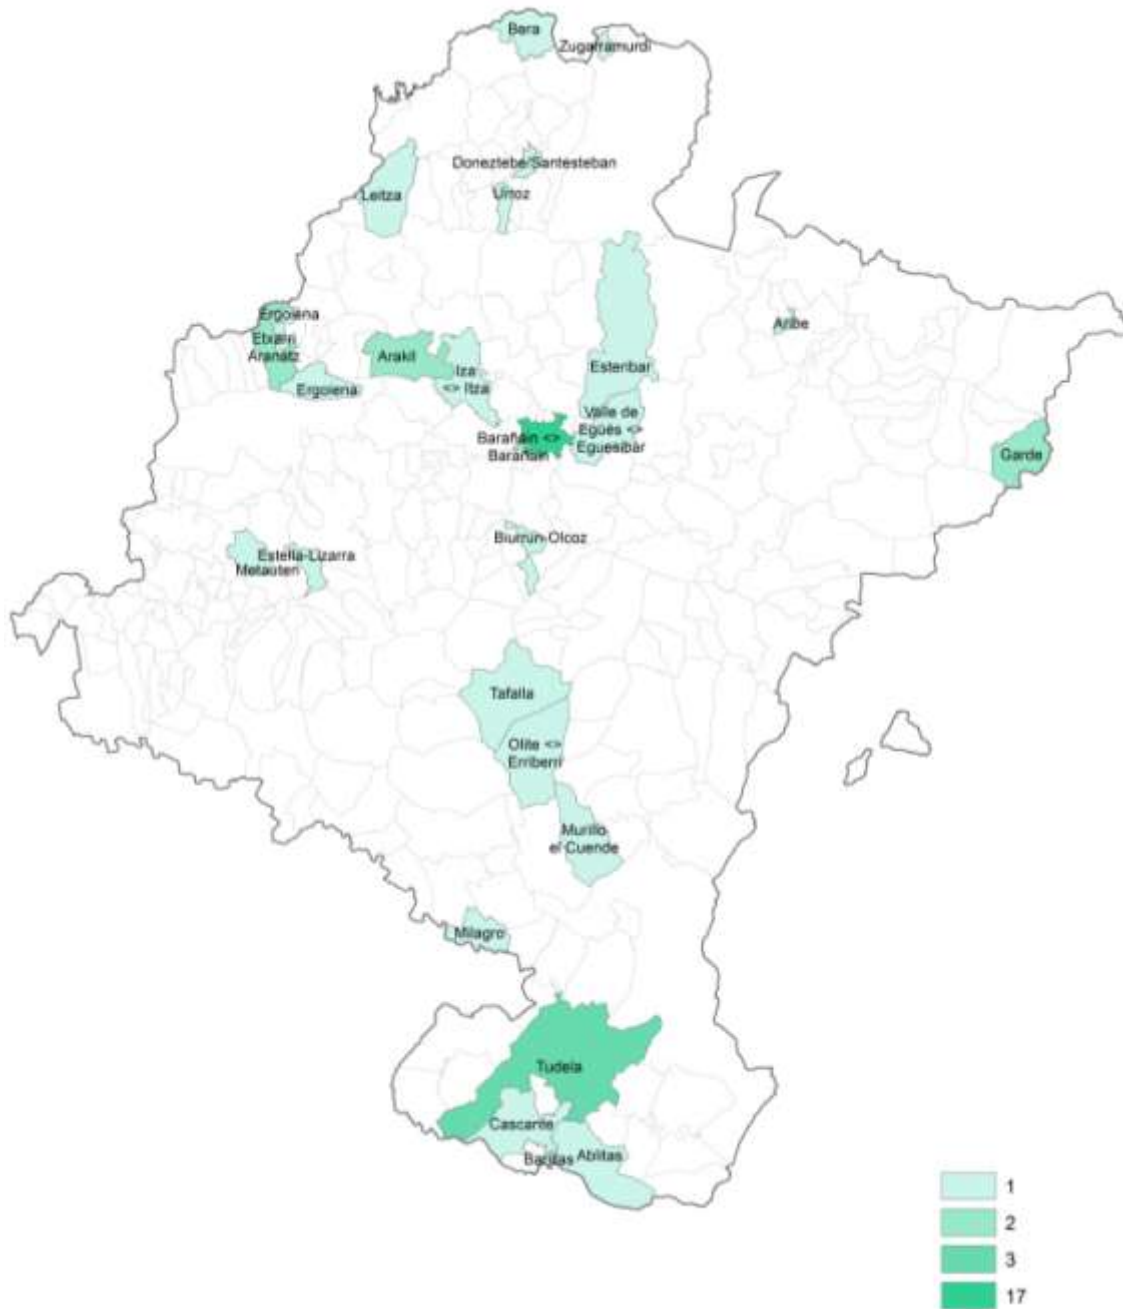 Bera
Zugarramurdi
Doneztebe/Santesteban
Leitza
Urroz
Ergoiena
Aribe
Etxarri
Aranatz
Arakil
Iza
<> Itza
Esteribar
Ergoiena
Valle de
Egüés <>
Eguesibar
Barañain <>
Barañain
Garde
Biurrun-Olcoz
Estella-Lizarra
Metauten
Tafalla
Olite <>
Erriberri
Murillo
el Cuende
Milagro
Tudela
Cascante
Barillas
Ablitas
1
2
3
17